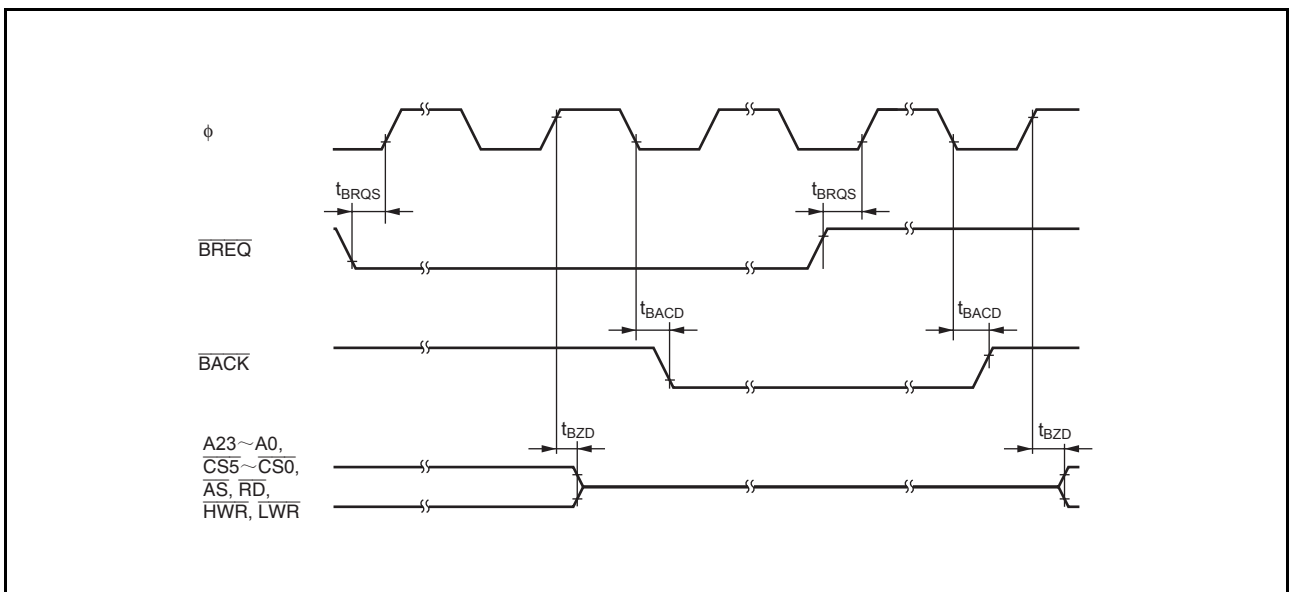 ϕ
tBRQS tBRQS
BREQ
tBACD tBACD
BACK
tBZD tBZD
A23～A0,
CS5～CS0,
AS, RD,
HWR, LWR